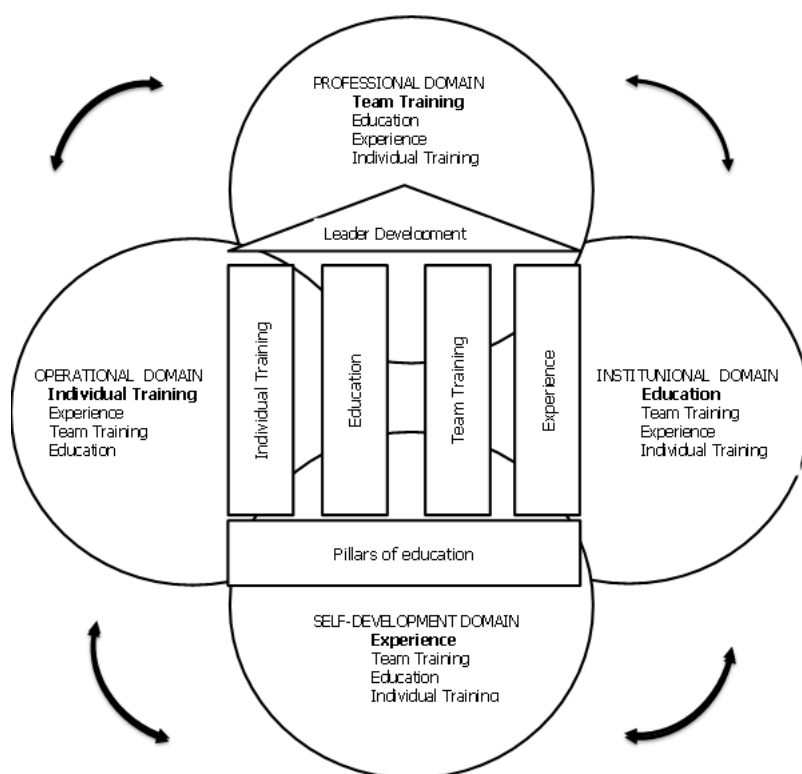 PROFESSIONAL DOMAIN
Team Training
Education
Experience
Individual Training
Leader Development
OPERATIONAL DOMAIN
Individual Training
Experience
Team Training
Education
Individual Training
Education
Team Training
Experience
INSTITUNIONAL DOMAIN
Education
Team Training
Experience
Individual Training
Pillars of education
SELF-DEVELOPMENT DOMAIN
Experience
Team Training
Education
Individual Training